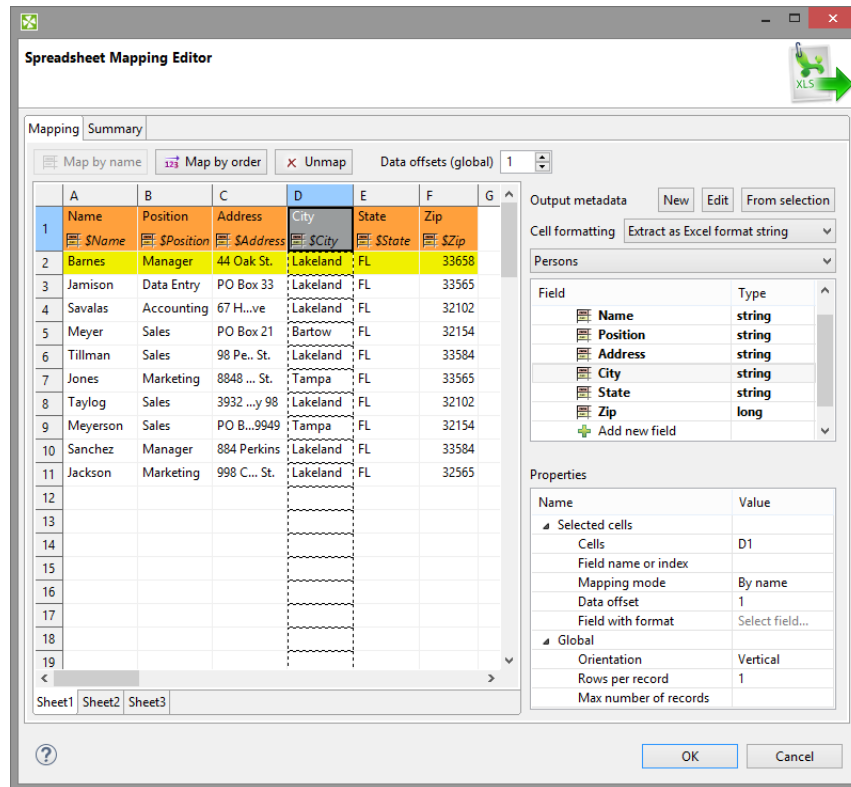 Spreadsheet Mapping Editor
XLS
Mapping Summary
Map by name 123 Map by order Unmap Data offsets (global) 1
A B C D E F G
1 Name Position Address City State Zip
$Name $Position $Address $City $State $Zip
2 Barnes Manager 44 Oak St. Lakeland FL 33658
3 Jamison Data Entry PO Box 33 Lakeland FL 33565
4 Savalas Accounting 67 H...ve Lakeland FL 32102
5 Meyer Sales PO Box 21 Bartow FL 32154
6 Tillman Sales 98 Pe.. St. Lakeland FL 33584
7 Jones Marketing 8848 ... St. Tampa FL 33565
8 Taylog Sales 3932 ...y 98 Lakeland FL 32102
9 Meyerson Sales PO B...9949 Tampa FL 32154
10 Sanchez Manager 884 Perkins Lakeland FL 33584
11 Jackson Marketing 998 C... St. Lakeland FL 32565
12
13
14
15
16
17
18
19
Sheet1 Sheet2 Sheet3
Output metadata New Edit From selection
Cell formatting Extract as Excel format string
Persons
Field Type
Name string
Position string
Address string
City string
State string
Zip long
Add new field
Properties
Name Value
Selected cells
Cells D1
Field name or index
Mapping mode By name
Data offset 1
Field with format Select field...
Global
Orientation Vertical
Rows per record 1
Max number of records
? OK Cancel